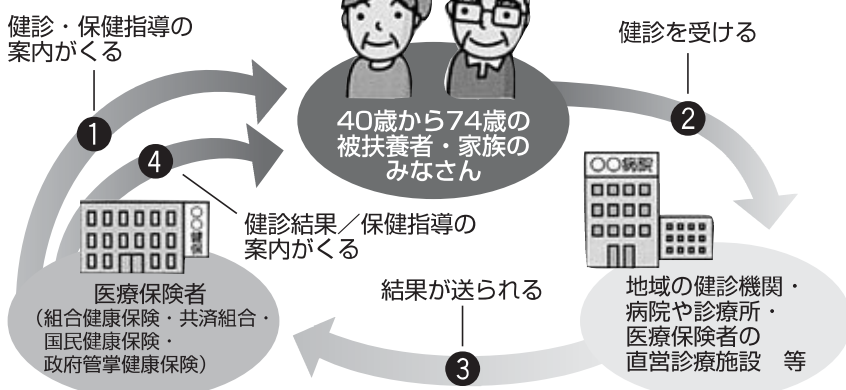 健診・保健指導の
案内がくる
健診を受ける
1
2
40歳から74歳の
被扶養者・家族の
みなさん
4
○○病院
○○健保
健診結果／保健指導の
案内がくる
医療保険者
（組合健康保険・共済組合・
国民健康保険・
政府管掌健康保険）
結果が送られる
3
地域の健診機関・
病院や診療所・
医療保険者の
直営診療施設　等